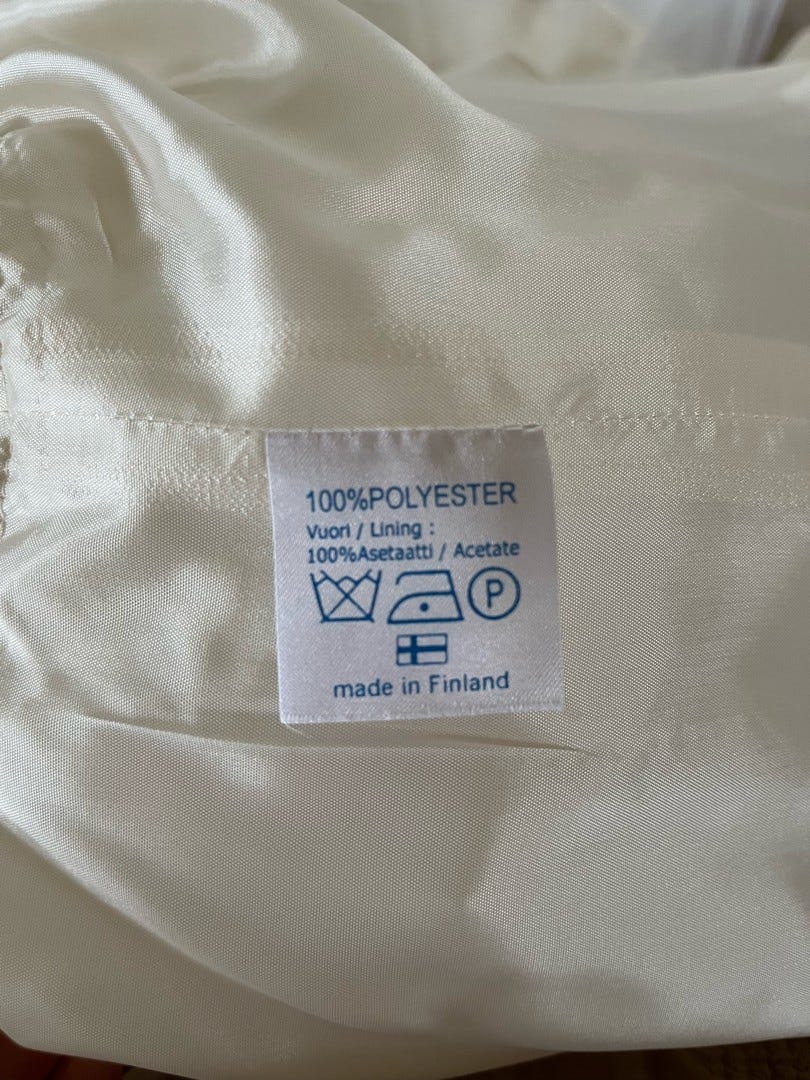 100%POLYESTER
Vuori / Lining :
100%Asetaatti / Acetate
P
made in Finland